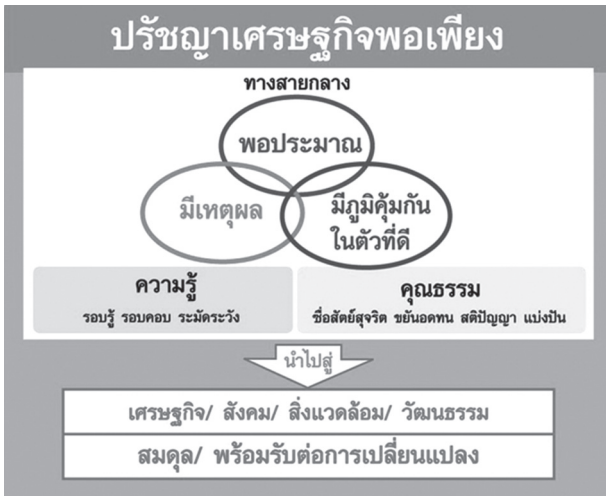 ปรัชญาเศรษฐกิจพอเพียง
ทางสายกลาง
พอประมาณ
มีเหตุผล
มีภูมิคุ้มกัน
ในตัวที่ดี
ความรู้
รอบรู้ รอบคอบ ระมัดระวัง
คุณธรรม
ซื่อสัตย์สุจริต ขยันอดทน สติปัญญา แบ่งปัน
นำไปสู่
เศรษฐกิจ/ สังคม/ สิ่งแวดล้อม/ วัฒนธรรม
สมดุล/ พร้อมรับต่อการเปลี่ยนแปลง